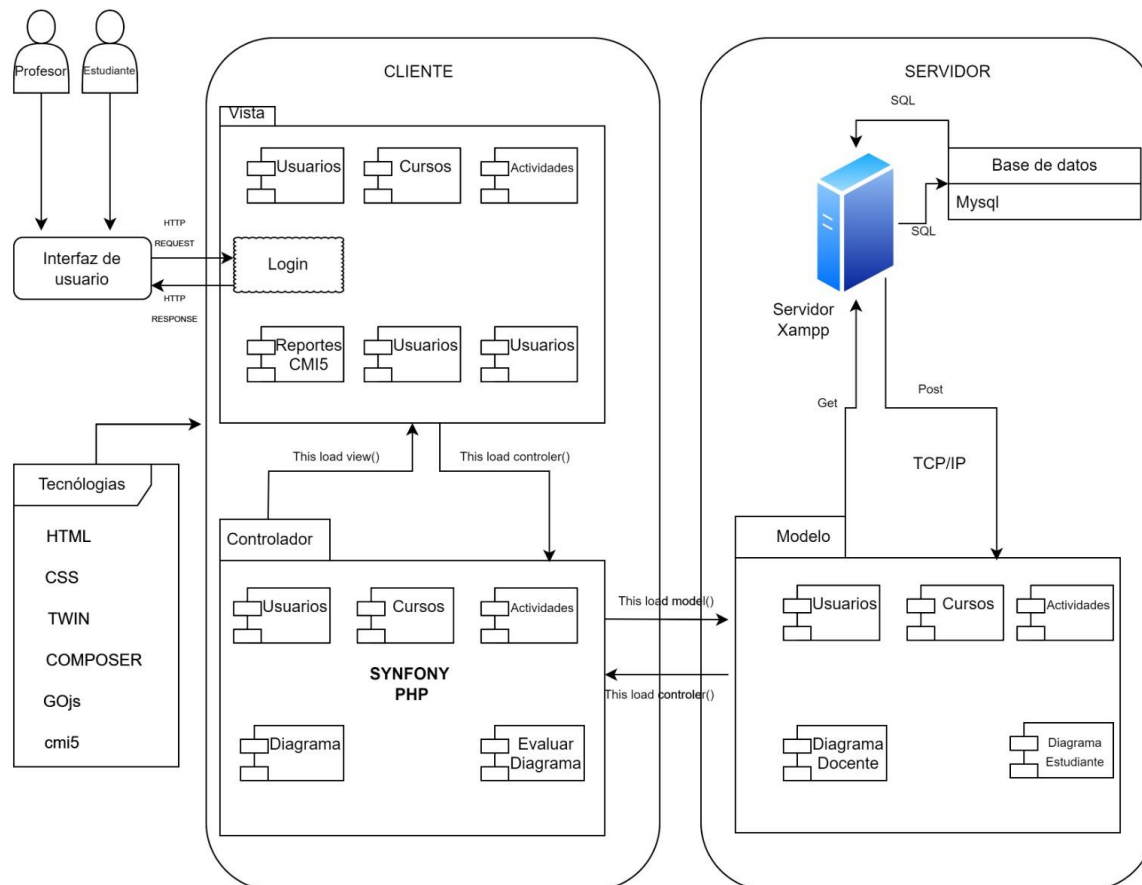 Profesor
Estudiante
Interfaz de
usuario
HTTP
REQUEST
HTTP
RESPONSE
Tecnólogias
HTML
CSS
TWIN
COMPOSER
GOjs
cmi5
CLIENTE
Vista
Usuarios
Cursos
Actividades
Login
Reportes
CMI5
Usuarios
Usuarios
This load view()
This load controler()
Controlador
Usuarios
Cursos
Actividades
SYNFONY
PHP
Diagrama
Evaluar
Diagrama
This load model()
This load controler()
SERVIDOR
SQL
Base de datos
Mysql
SQL
Servidor
Xampp
Get
Post
TCP/IP
Modelo
Usuarios
Cursos
Actividades
Diagrama
Docente
Diagrama
Estudiante